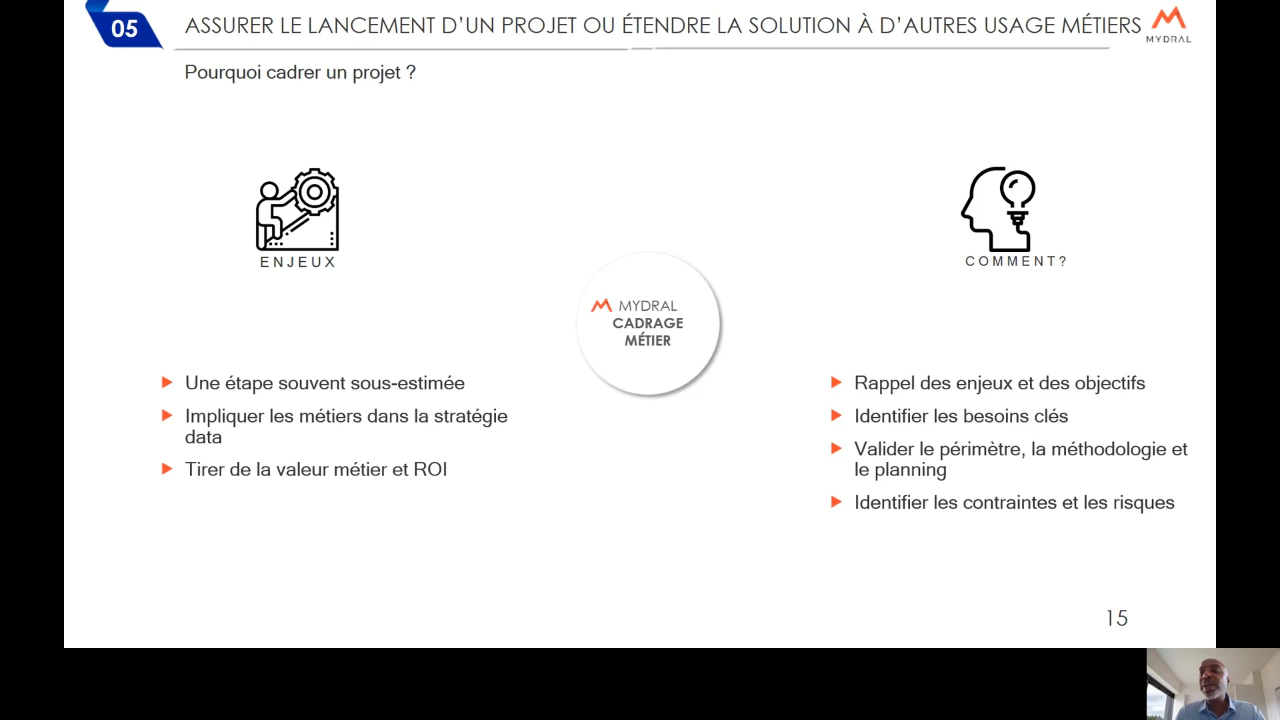 05
ASSURER LE LANCEMENT D’UN PROJET OU ÉTENDRE LA SOLUTION À D’AUTRES USAGE MÉTIERS
MYDRAL
Pourquoi cadrer un projet ?
ENJEUX
COMMENT?
MYDRAL
CADRAGE
MÉTIER
Une étape souvent sous-estimée
Impliquer les métiers dans la stratégie
data
Tirer de la valeur métier et ROI
Rappel des enjeux et des objectifs
Identifier les besoins clés
Valider le périmètre, la méthodologie et
le planning
Identifier les contraintes et les risques
15